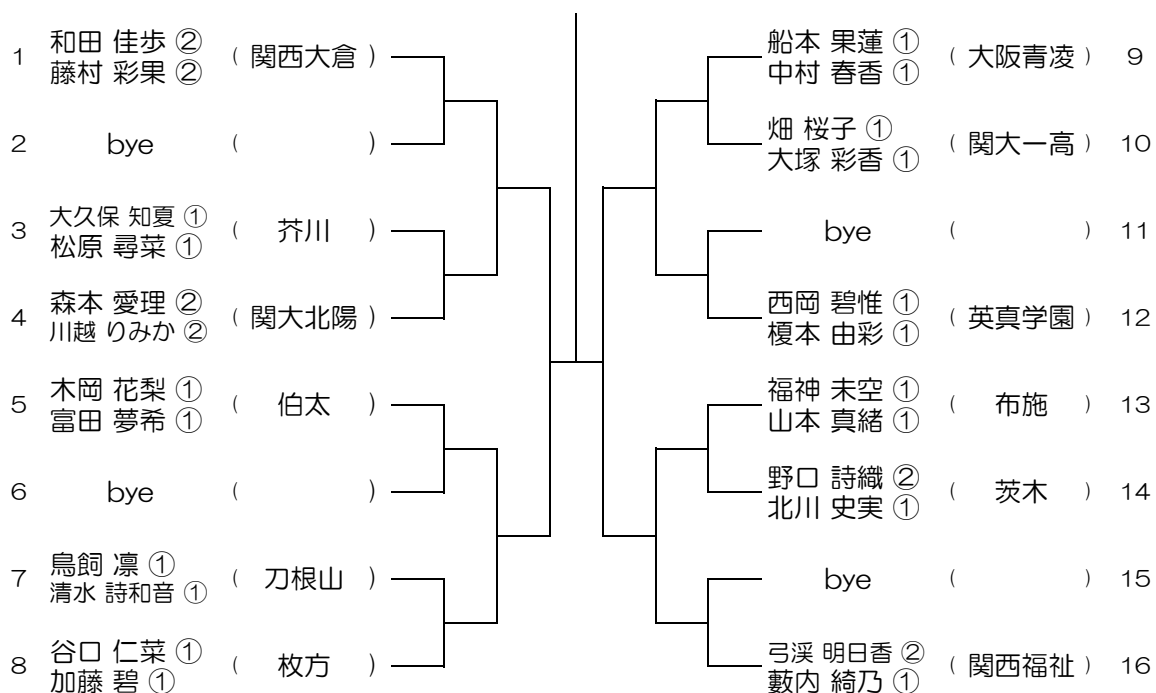 1 和田 佳歩 ② ( 関西大倉 )
藤村 彩果 ②
2 bye ( )
3 大久保 知夏 ① ( 芥川 )
松原 尋菜 ①
4 森本 愛理 ② ( 関大北陽 )
川越 りみか ②
5 木岡 花梨 ① ( 伯太 )
富田 夢希 ①
6 bye ( )
7 鳥飼 凛 ① ( 刀根山 )
清水 詩和音 ①
8 谷口 仁菜 ① ( 枚方 )
加藤 碧 ①
船本 果蓮 ① ( 大阪青凌 ) 9
中村 春香 ①
畑 桜子 ① ( 関大一高 ) 10
大塚 彩香 ①
bye ( ) 11
西岡 碧惟 ① ( 英真学園 ) 12
榎本 由彩 ①
福神 未空 ① ( 布施 ) 13
山本 真緒 ①
野口 詩織 ② ( 茨木 ) 14
北川 史実 ①
bye ( ) 15
弓渓 明日香 ② ( 関西福祉 ) 16
藪内 綺乃 ①